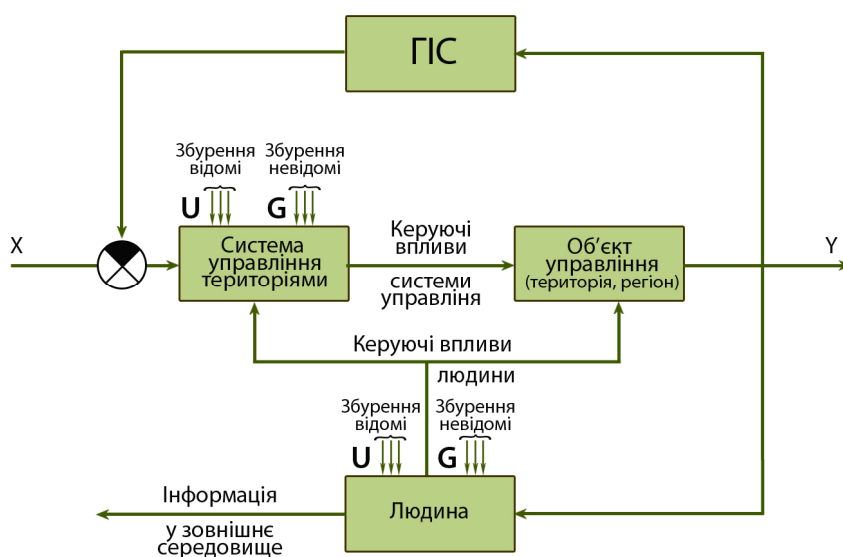 ГІС
Збурення
відомі
Збурення
невідомі
U
G
X
Система
управління
територіями
Керуючі
впливи
системи
управліня
Об’єкт
управління
(територія, регіон)
Y
Керуючі впливи
людини
Збурення
відомі
Збурення
невідомі
U
G
Інформація
у зовнішнє
середовище
Людина